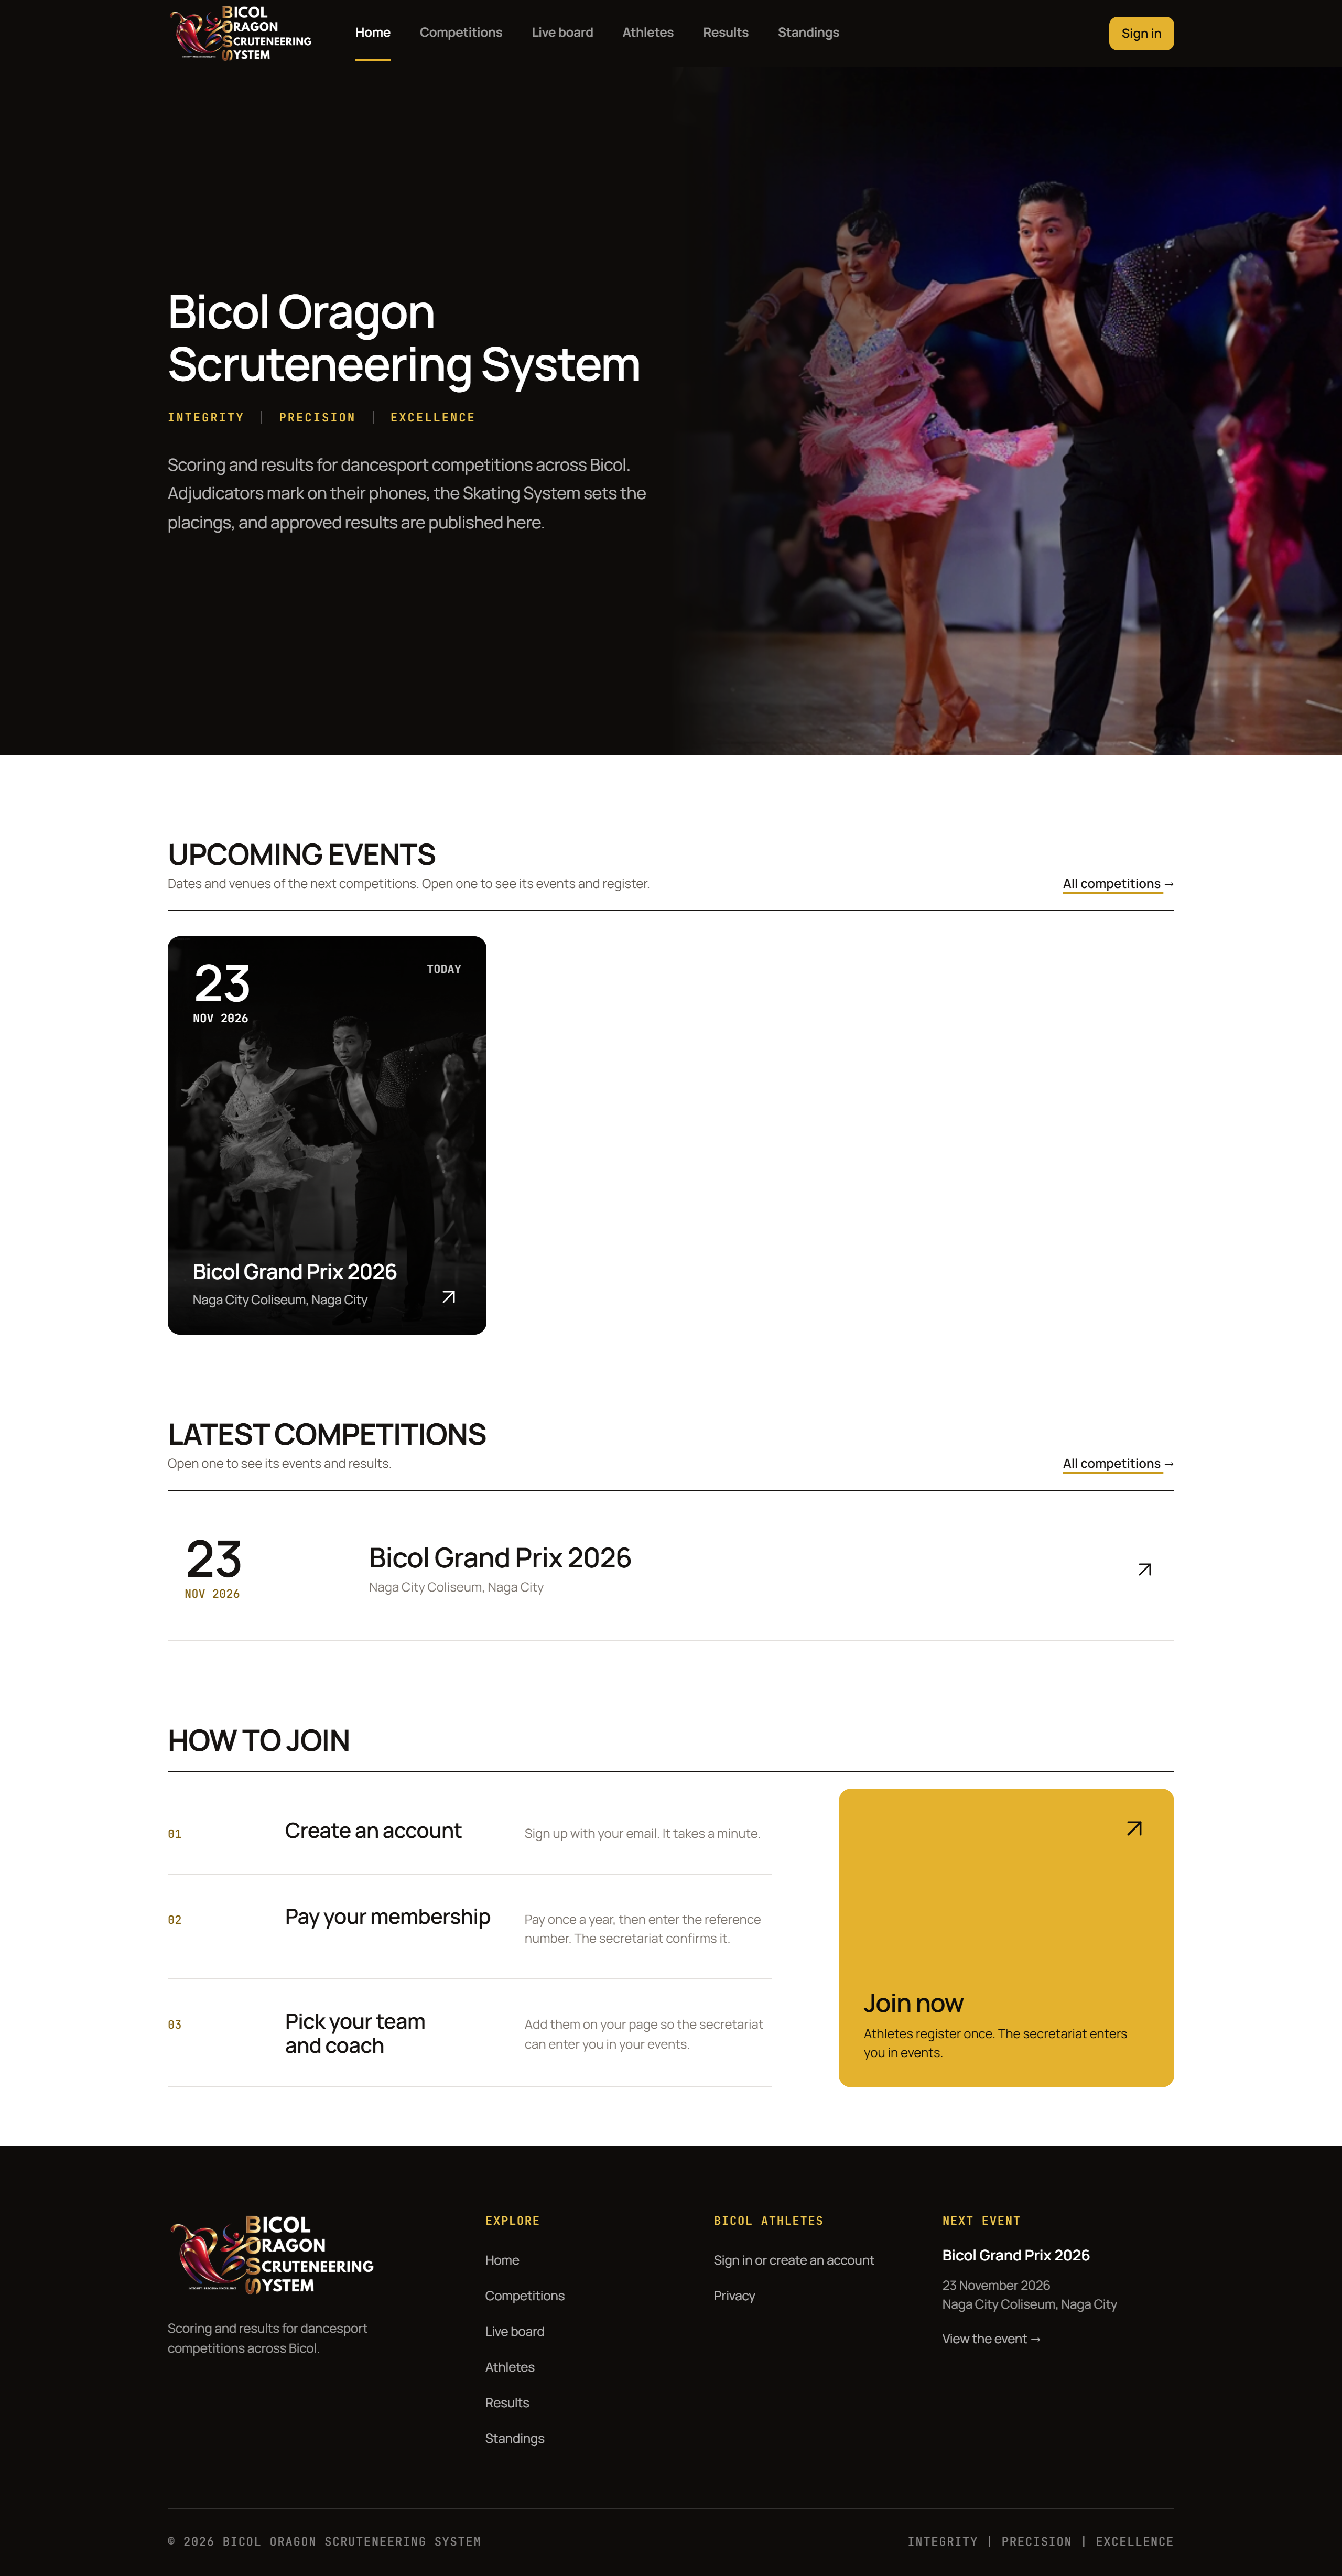 BICOL
ORAGON
SCRUTENEERING
SYSTEM
Home
Competitions
Live board
Athletes
Results
Standings
Sign in
Bicol Oragon
Scruteneering System
INTEGRITY | PRECISION | EXCELLENCE
Scoring and results for dancesport competitions across Bicol.
Adjudicators mark on their phones, the Skating System sets the
placings, and approved results are published here.
UPCOMING EVENTS
Dates and venues of the next competitions. Open one to see its events and register.
All competitions →
23
NOV 2026
TODAY
Bicol Grand Prix 2026
Naga City Coliseum, Naga City
LATEST COMPETITIONS
Open one to see its events and results.
All competitions →
23
NOV 2026
Bicol Grand Prix 2026
Naga City Coliseum, Naga City
HOW TO JOIN
01
Create an account
Sign up with your email. It takes a minute.
02
Pay your membership
Pay once a year, then enter the reference
number. The secretariat confirms it.
03
Pick your team
and coach
Add them on your page so the secretariat
can enter you in your events.
Join now
Athletes register once. The secretariat enters
you in events.
BICOL
ORAGON
SCRUTENEERING
SYSTEM
INTEGRITY PRECISION EXCELLENCE
Scoring and results for dancesport
competitions across Bicol.
EXPLORE
Home
Competitions
Live board
Athletes
Results
Standings
BICOL ATHLETES
Sign in or create an account
Privacy
NEXT EVENT
Bicol Grand Prix 2026
23 November 2026
Naga City Coliseum, Naga City
View the event →
© 2026 BICOL ORAGON SCRUTENEERING SYSTEM
INTEGRITY | PRECISION | EXCELLENCE